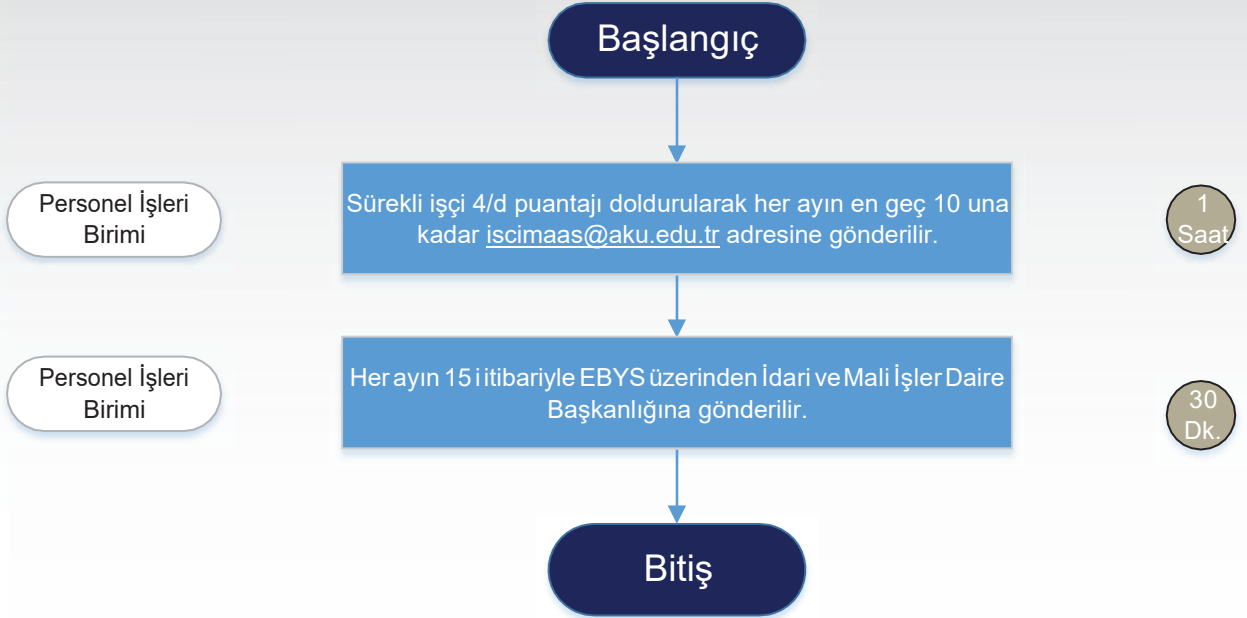 Başlangıç
Personel İşleri
Birimi
Sürekli işçi 4/d puantajı doldurularak her ayın en geç 10 una
kadar iscimaas@aku.edu.tr adresine gönderilir.
1
Saat
Personel İşleri
Birimi
Her ayın 15 i itibariyle EBYS üzerinden İdari ve Mali İşler Daire
Başkanlığına gönderilir.
30
Dk.
Bitiş